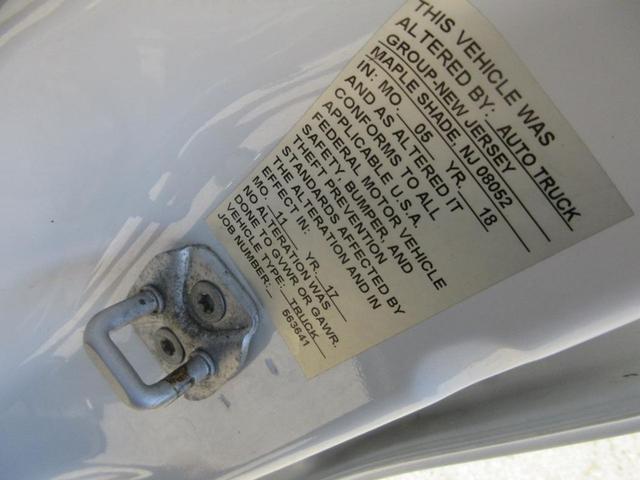 THIS VEHICLE WAS
ALTERED BY: AUTO TRUCK
GROUP-NEW JERSEY
MAPLE SHADE, NJ 08052
IN: MO. 05 YR. 18
AND AS ALTERED IT
CONFORMS TO ALL
APPLICABLE U.S.A.
FEDERAL MOTOR VEHICLE
SAFETY, BUMPER, AND
THEFT PREVENTION
STANDARDS AFFECTED BY
THE ALTERATION AND IN
EFFECT IN:
MO. 11 YR. 17
NO ALTERATION WAS
DONE TO GVWR OR GAWR.
VEHICLE TYPE: TRUCK
JOB NUMBER: 563641